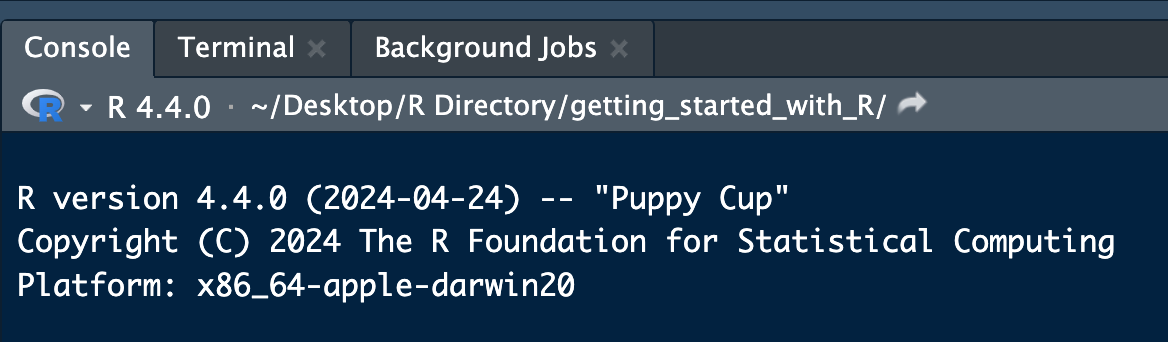 Console Terminal × Background Jobs ×
R R 4.4.0 · ~/Desktop/R Directory/getting_started_with_R/
R version 4.4.0 (2024-04-24) -- "Puppy Cup"
Copyright (C) 2024 The R Foundation for Statistical Computing
Platform: x86_64-apple-darwin20